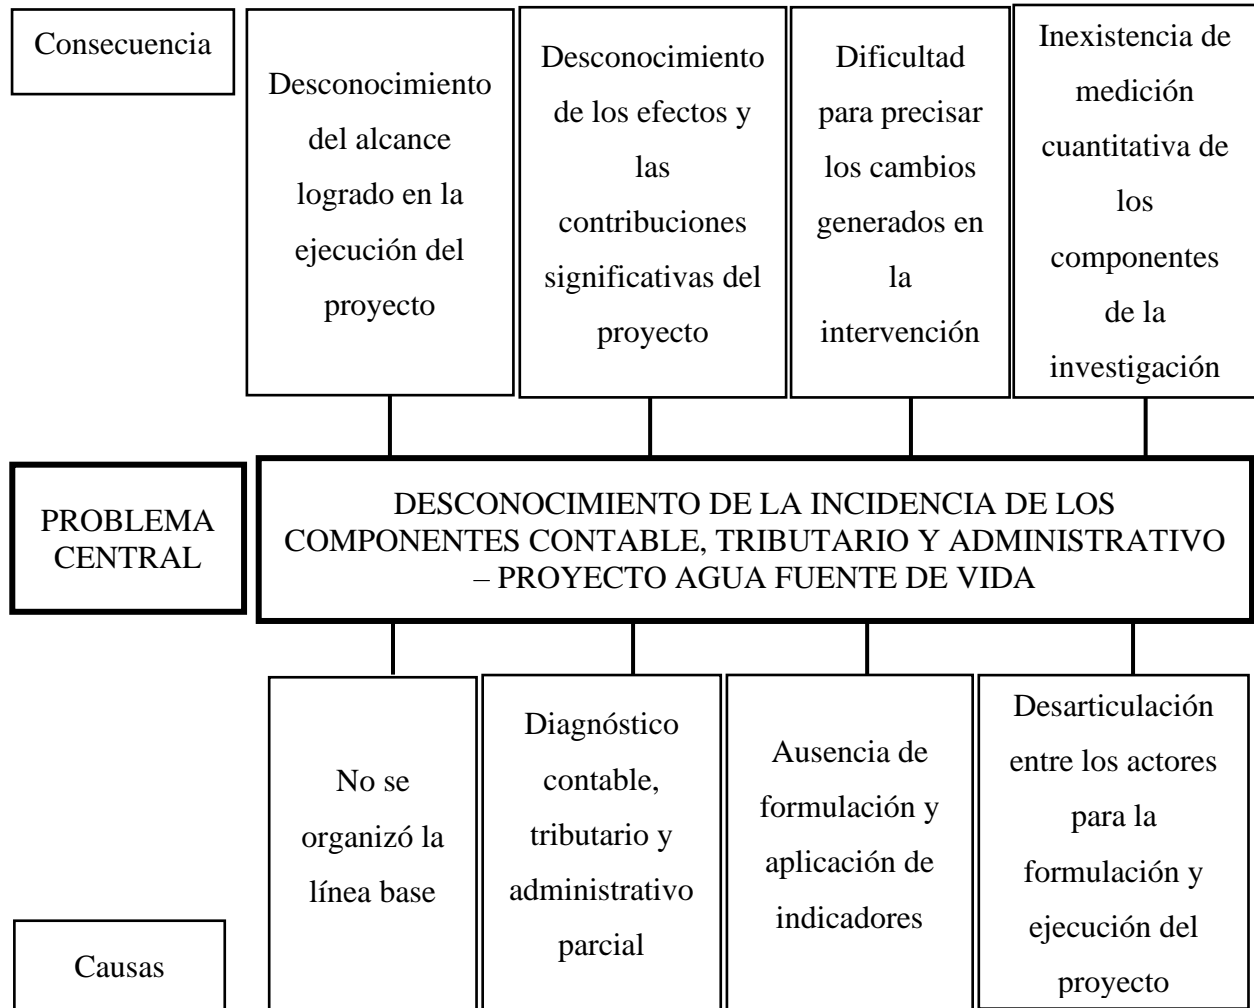 Consecuencia
Desconocimiento
del alcance
logrado en la
ejecución del
proyecto
Desconocimiento
de los efectos y
las
contribuciones
significativas del
proyecto
Dificultad
para precisar
los cambios
generados en
la
intervención
Inexistencia de
medición
cuantitativa de
los
componentes
de la
investigación
PROBLEMA
CENTRAL
DESCONOCIMIENTO DE LA INCIDENCIA DE LOS
COMPONENTES CONTABLE, TRIBUTARIO Y ADMINISTRATIVO
– PROYECTO AGUA FUENTE DE VIDA
Causas
No se
organizó la
línea base
Diagnóstico
contable,
tributario y
administrativo
parcial
Ausencia de
formulación y
aplicación de
indicadores
Desarticulación
entre los actores
para la
formulación y
ejecución del
proyecto